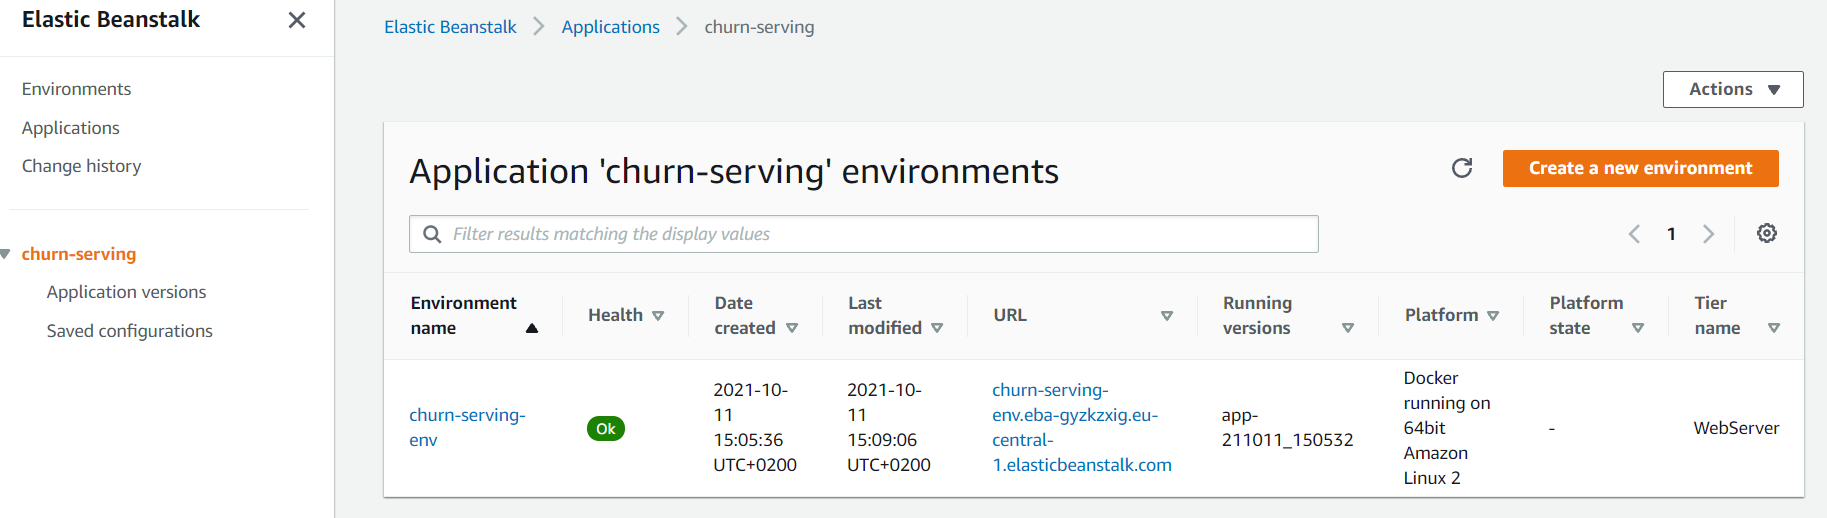 Elastic Beanstalk
Environments
Applications
Change history
churn-serving
Application versions
Saved configurations
Elastic Beanstalk
Applications
churn-serving
Actions
Application 'churn-serving' environments
Create a new environment
Filter results matching the display values
1
Environment
name
Health
Date
created
Last
modified
URL
Running
versions
Platform
Platform
state
Tier
name
churn-serving-
env
Ok
2021-10-
11
15:05:36
UTC+0200
2021-10-
11
15:09:06
UTC+0200
churn-serving-
env.eba-gyzkzxig.eu-
central-
1.elasticbeanstalk.com
app-
211011_150532
Docker
running on
64bit
Amazon
Linux 2
-
WebServer